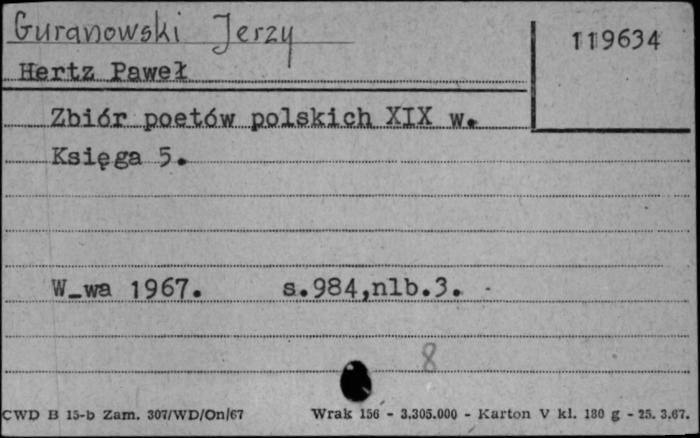 Guranowski Jerzy
119634
Hertz Paweł
Zbiór poetów polskich XIX w.
Księga 5.
W_wa 1967. s.984,nlb.3.
8
CWD B 15-b Zam. 307/WD/On/67 Wrak 156 - 3.305.000 - Karton V kl. 180 g - 25. 3.67.